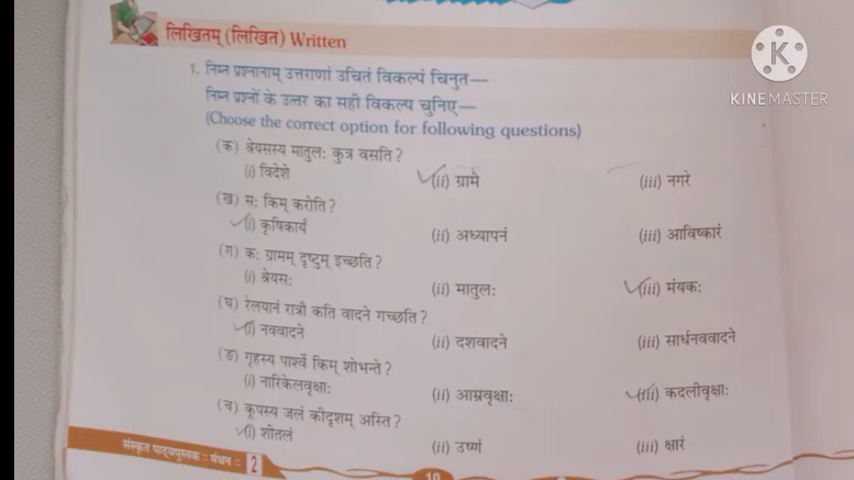 लिखितम् (लिखित) Written
KINEMASTER
1. निम्न प्रश्नानाम् उत्तराणां उचितं विकल्पं चिनुत—
निम्न प्रश्नों के उत्तर का सही विकल्प चुनिए—
(Choose the correct option for following questions)
(क) श्रेयसस्य मातुलः कुत्र वसति ?
(i) विदेशे (ii) ग्रामे (iii) नगरे
(ख) सः किम् करोति ?
(i) कृषिकार्यं (ii) अध्यापनं (iii) आविष्कारं
(ग) कः ग्रामम् दृष्टुम् इच्छति ?
(i) श्रेयसः (ii) मातुलः (iii) मंयकः
(घ) रेलयानं रात्रौ कति वादने गच्छति ?
(i) नववादने (ii) दशवादने (iii) सार्धनववादने
(ङ) गृहस्य पार्श्वे किम् शोभन्ते ?
(i) नारिकेलवृक्षाः (ii) आम्रवृक्षाः (iii) कदलीवृक्षाः
(च) कूपस्य जलं कीदृशम् अस्ति ?
(i) शीतलं (ii) उष्णं (iii) क्षारं
संस्कृत पाठ्यपुस्तक :: मंथन :: 2
10